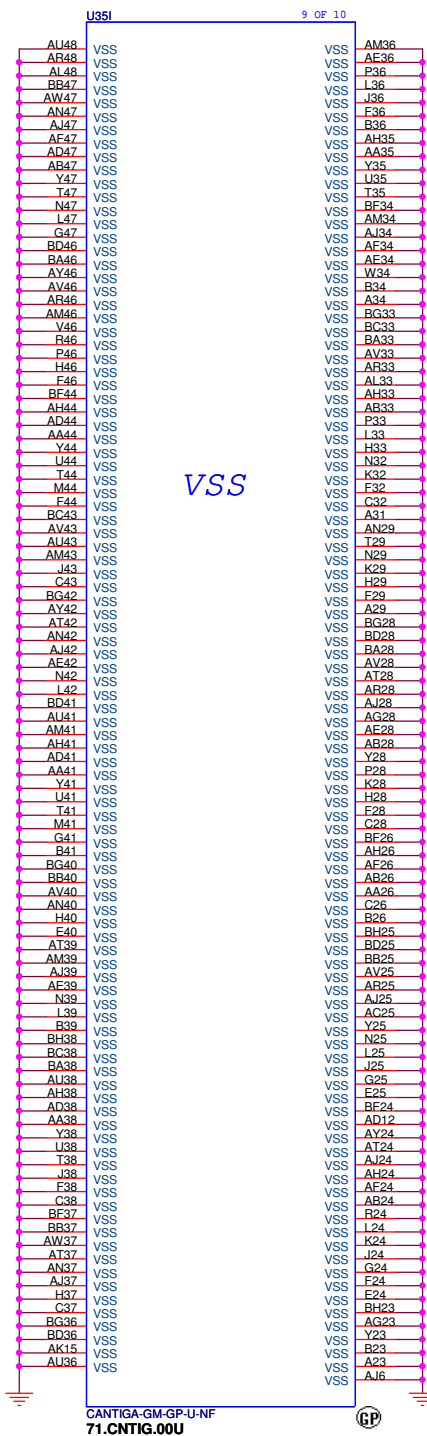 U35I 9 OF 10
AU48 VSS VSS AM36
AR48 VSS VSS AE36
AL48 VSS VSS P36
BB47 VSS VSS L36
AW47 VSS VSS J36
AN47 VSS VSS F36
AJ47 VSS VSS B36
AF47 VSS VSS AH35
AD47 VSS VSS AA35
AB47 VSS VSS Y35
Y47 VSS VSS U35
T47 VSS VSS T35
N47 VSS VSS BF34
L47 VSS VSS AM34
G47 VSS VSS AJ34
BD46 VSS VSS AF34
BA46 VSS VSS AE34
AY46 VSS VSS W34
AV46 VSS VSS B34
AR46 VSS VSS A34
AM46 VSS VSS BG33
V46 VSS VSS BC33
R46 VSS VSS BA33
P46 VSS VSS AV33
H46 VSS VSS AR33
F46 VSS VSS AL33
BF44 VSS VSS AH33
AH44 VSS VSS AB33
AD44 VSS VSS P33
AA44 VSS VSS L33
Y44 VSS VSS H33
U44 VSS VSS N32
T44 VSS VSS K32
VSS
M44 VSS VSS F32
F44 VSS VSS C32
BC43 VSS VSS A31
AV43 VSS VSS AN29
AU43 VSS VSS T29
AM43 VSS VSS N29
J43 VSS VSS K29
C43 VSS VSS H29
BG42 VSS VSS F29
AY42 VSS VSS A29
AT42 VSS VSS BG28
AN42 VSS VSS BD28
AJ42 VSS VSS BA28
AE42 VSS VSS AV28
N42 VSS VSS AT28
L42 VSS VSS AR28
BD41 VSS VSS AJ28
AU41 VSS VSS AG28
AM41 VSS VSS AE28
AH41 VSS VSS AB28
AD41 VSS VSS Y28
AA41 VSS VSS P28
Y41 VSS VSS K28
U41 VSS VSS H28
T41 VSS VSS F28
M41 VSS VSS C28
G41 VSS VSS BF26
B41 VSS VSS AH26
BG40 VSS VSS AF26
BB40 VSS VSS AB26
AV40 VSS VSS AA26
AN40 VSS VSS C26
H40 VSS VSS B26
E40 VSS VSS BH25
AT39 VSS VSS BD25
AM39 VSS VSS BB25
AJ39 VSS VSS AV25
AE39 VSS VSS AR25
N39 VSS VSS AJ25
L39 VSS VSS AC25
B39 VSS VSS Y25
BH38 VSS VSS N25
BC38 VSS VSS L25
BA38 VSS VSS J25
AU38 VSS VSS G25
AH38 VSS VSS E25
AD38 VSS VSS BF24
AA38 VSS VSS AD12
Y38 VSS VSS AY24
U38 VSS VSS AT24
T38 VSS VSS AJ24
J38 VSS VSS AH24
F38 VSS VSS AF24
C38 VSS VSS AB24
BF37 VSS VSS R24
BB37 VSS VSS L24
AW37 VSS VSS K24
AT37 VSS VSS J24
AN37 VSS VSS G24
AJ37 VSS VSS F24
H37 VSS VSS E24
C37 VSS VSS BH23
BG36 VSS VSS AG23
BD36 VSS VSS Y23
AK15 VSS VSS B23
AU36 VSS VSS A23
VSS AJ6
CANTIGA-GM-GP-U-NF
71.CNTIG.00U
GP